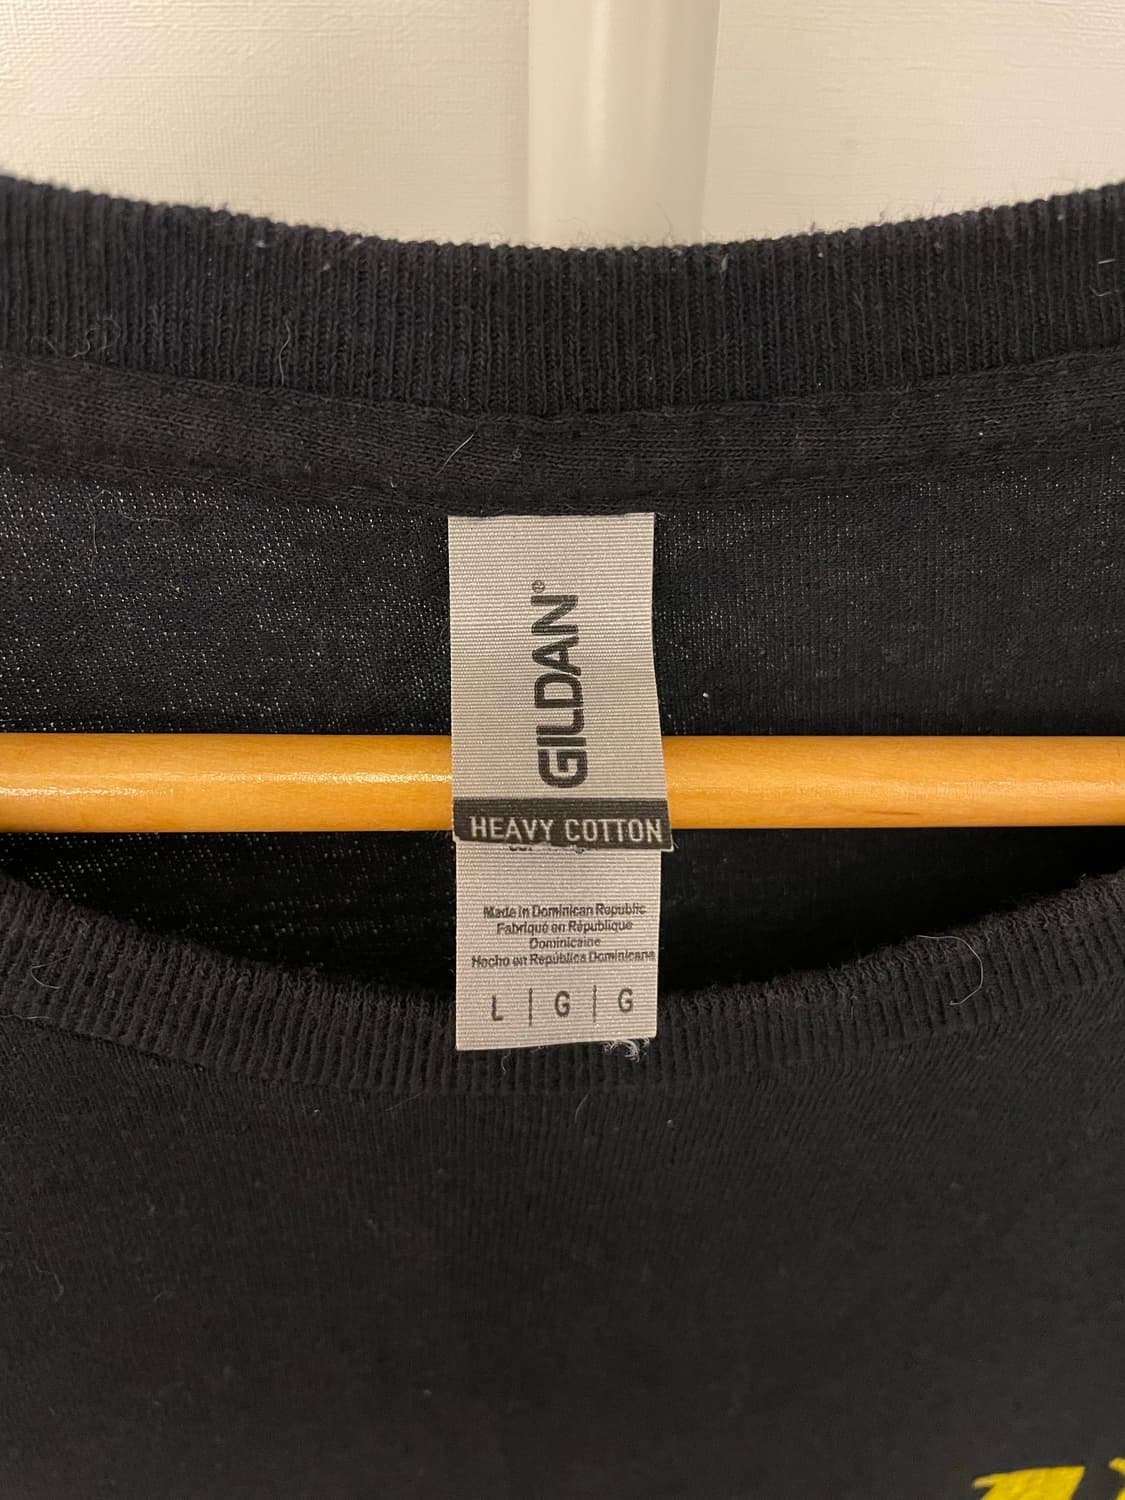 GILDAN®
HEAVY COTTON
Made in Dominican Republic
Fabriqué en République
Dominicaine
Hecho en República Dominicana
L | G | G